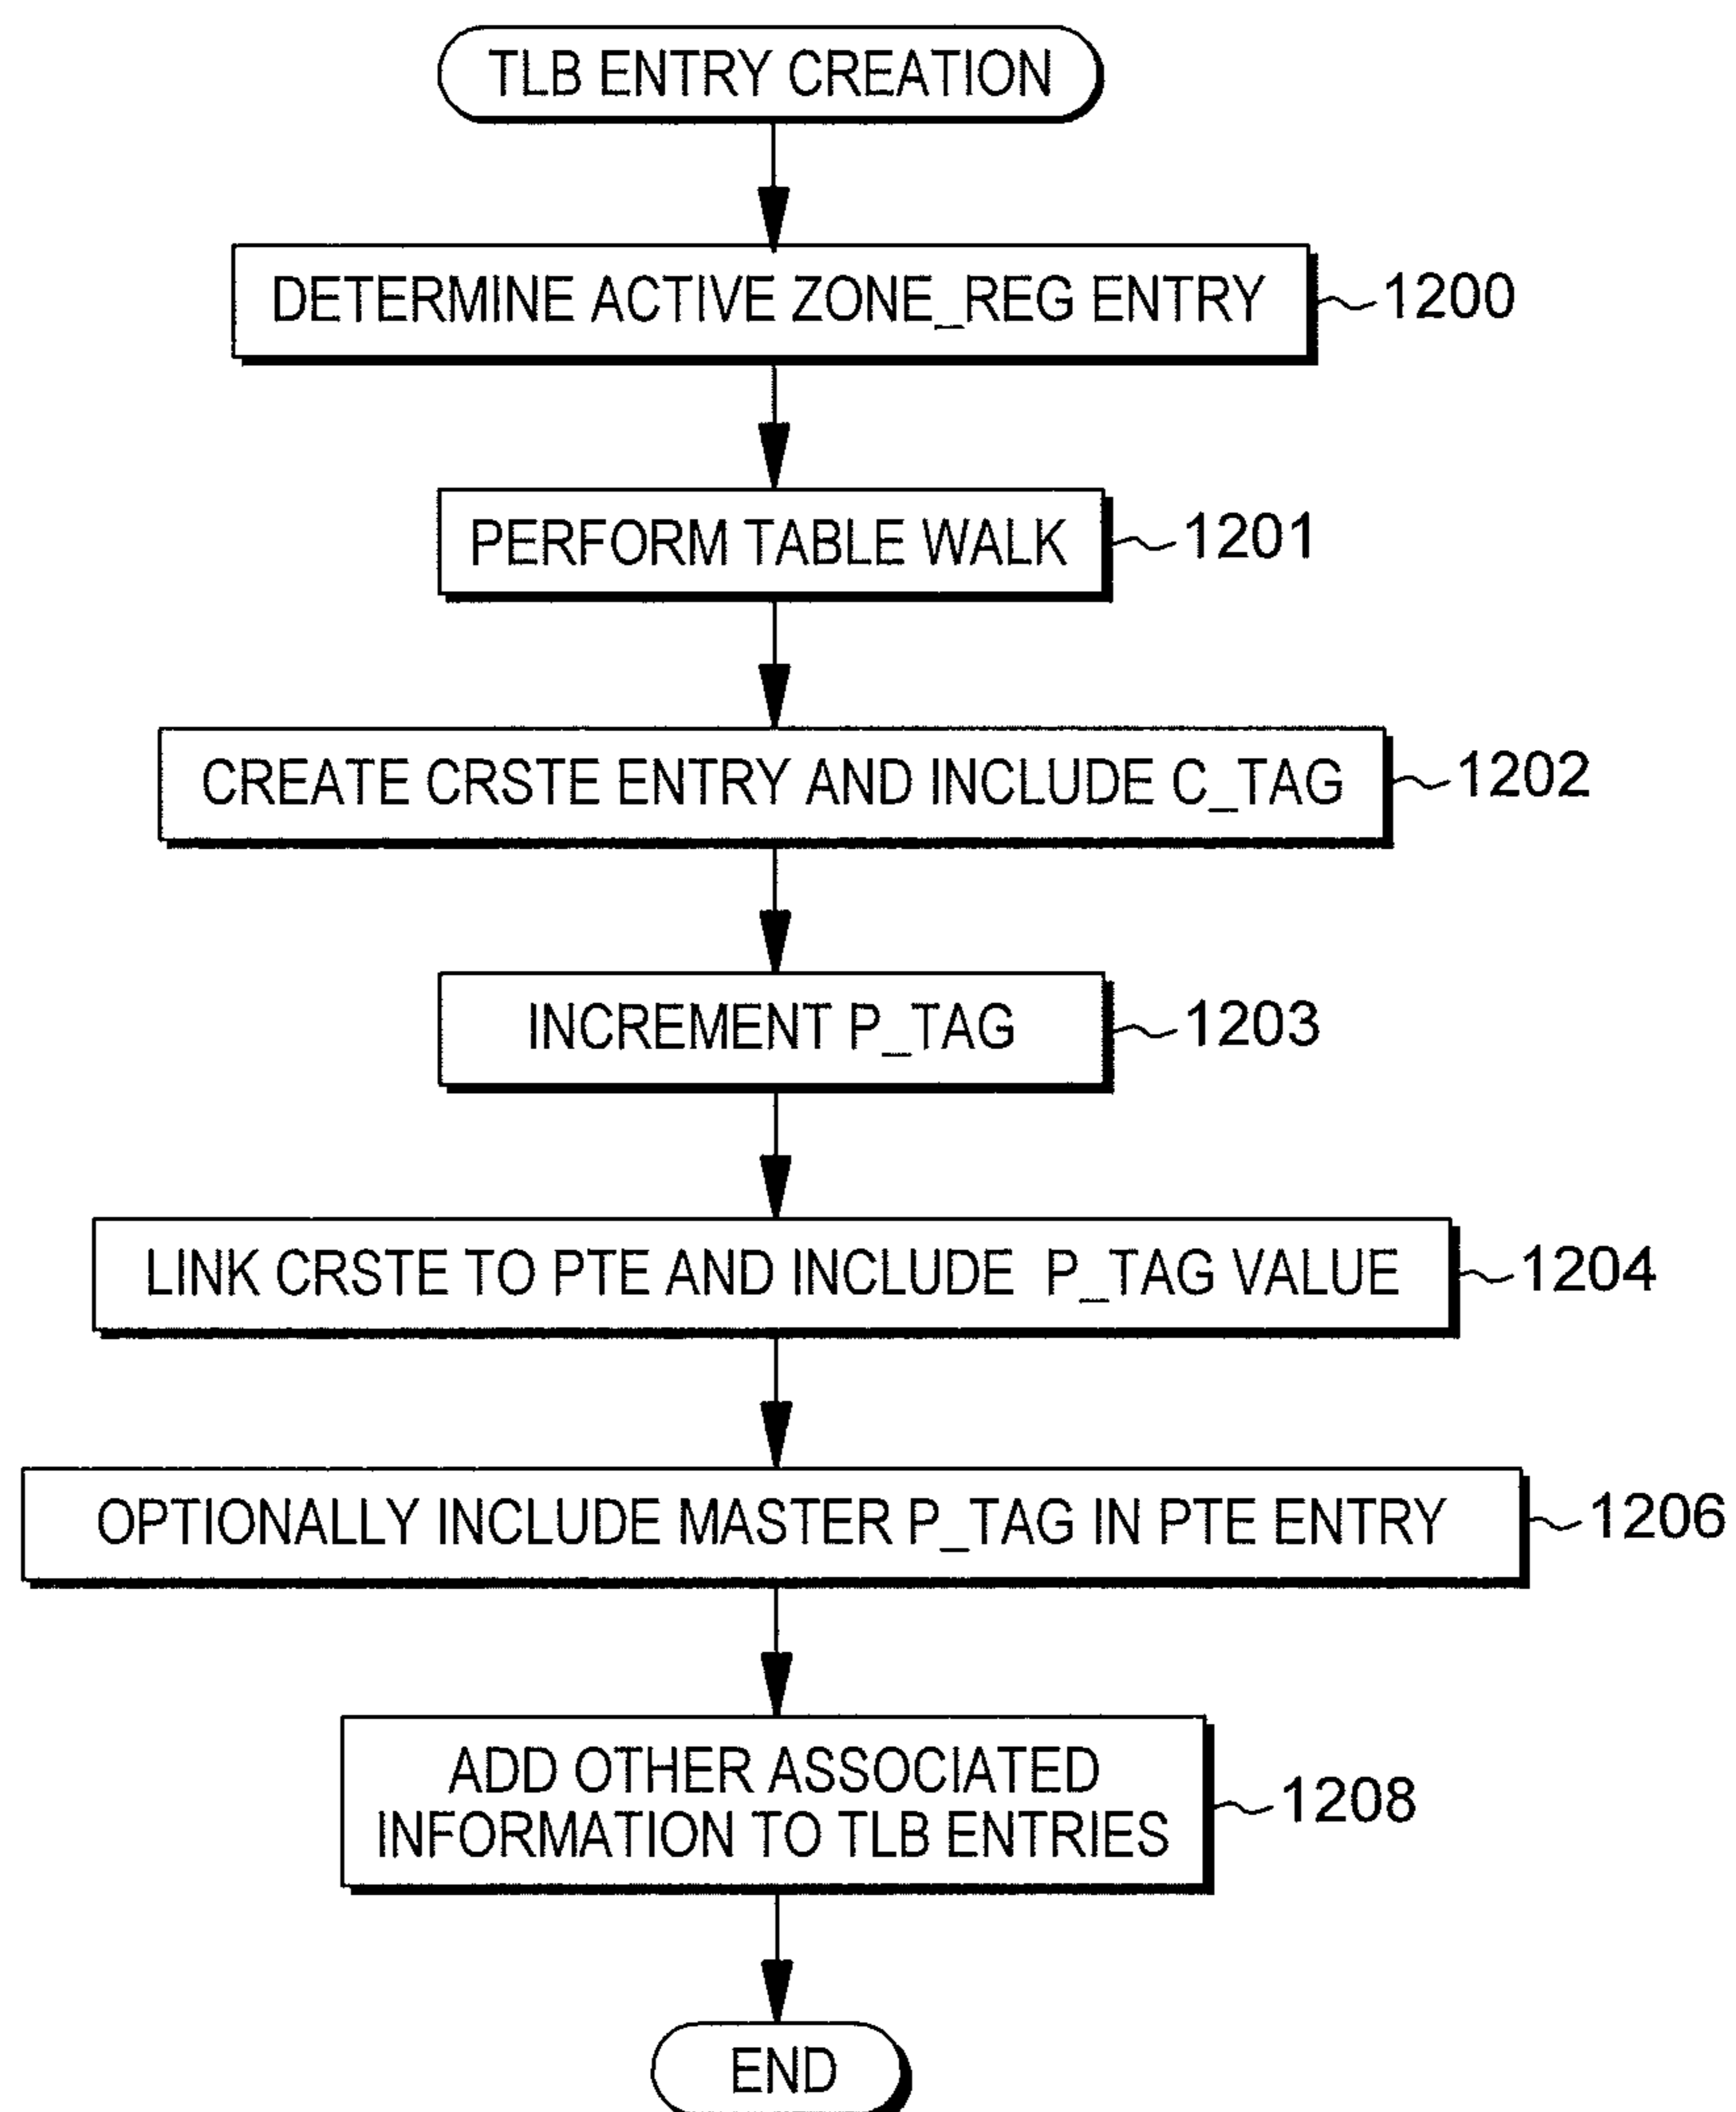 TLB ENTRY CREATION
DETERMINE ACTIVE ZONE_REG ENTRY
1200
PERFORM TABLE WALK
1201
CREATE CRSTE ENTRY AND INCLUDE C_TAG
1202
INCREMENT P_TAG
1203
LINK CRSTE TO PTE AND INCLUDE P_TAG VALUE
1204
OPTIONALLY INCLUDE MASTER P_TAG IN PTE ENTRY
1206
ADD OTHER ASSOCIATED
INFORMATION TO TLB ENTRIES
1208
END